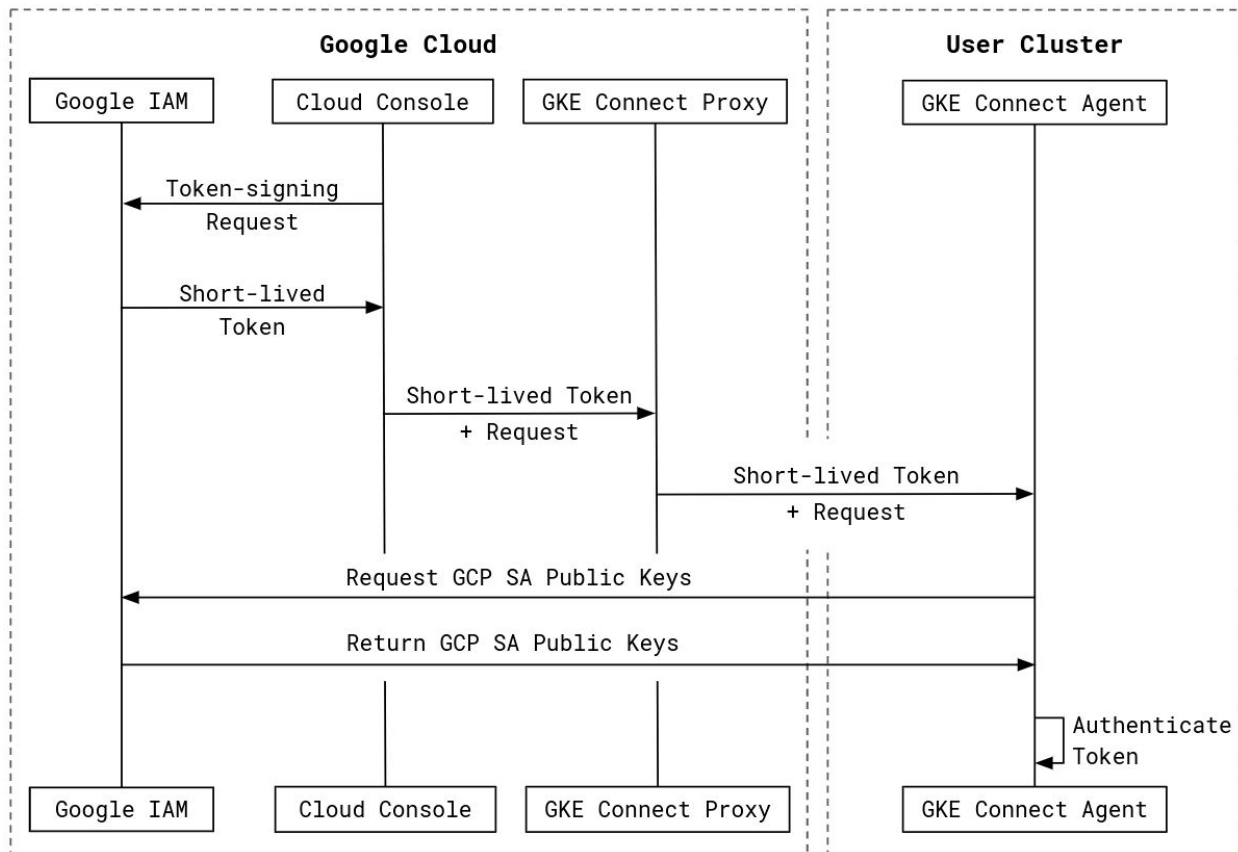 Google Cloud
User Cluster
Google IAM
Cloud Console
GKE Connect Proxy
GKE Connect Agent
Token-signing
Request
Short-lived
Token
Short-lived Token
+ Request
Short-lived Token
+ Request
Request GCP SA Public Keys
Return GCP SA Public Keys
Authenticate
Token
Google IAM
Cloud Console
GKE Connect Proxy
GKE Connect Agent